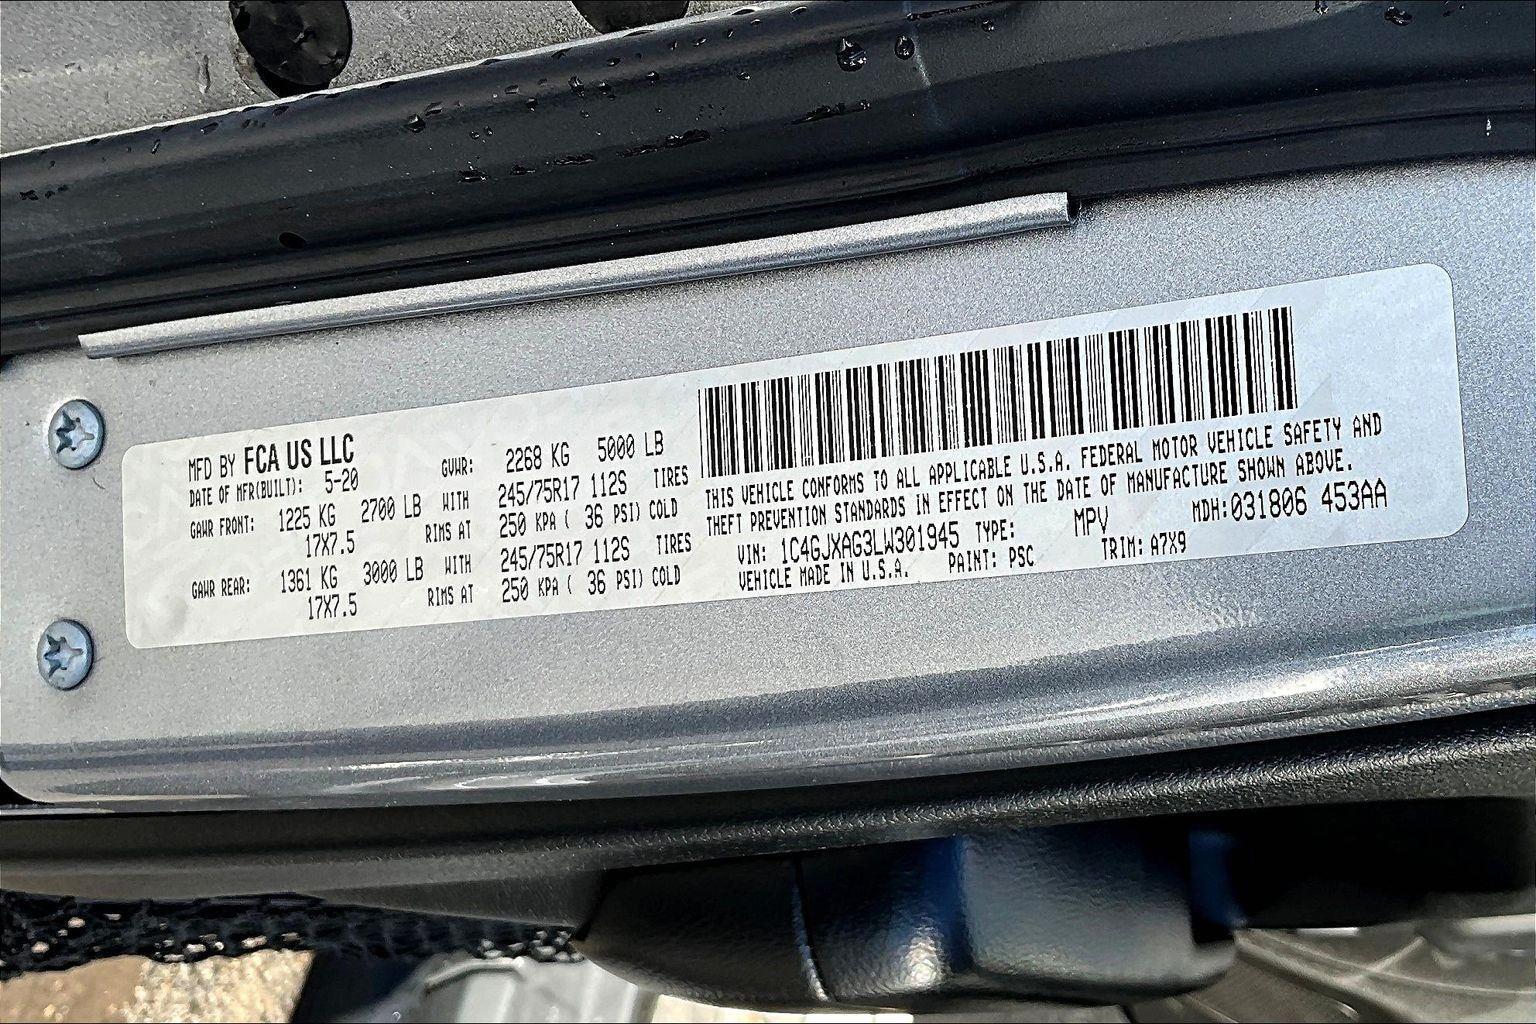 MFD BY FCA US LLC
DATE OF MFR(BUILT): 5-20 GVWR: 2268 KG 5000 LB
GAWR FRONT: 1225 KG 2700 LB WITH 245/75R17 112S TIRES
17X7.5 RIMS AT 250 KPA ( 36 PSI) COLD
GAWR REAR: 1361 KG 3000 LB WITH 245/75R17 112S TIRES
17X7.5 RIMS AT 250 KPA ( 36 PSI) COLD
THIS VEHICLE CONFORMS TO ALL APPLICABLE U.S.A. FEDERAL MOTOR VEHICLE SAFETY AND
THEFT PREVENTION STANDARDS IN EFFECT ON THE DATE OF MANUFACTURE SHOWN ABOVE.
VIN: 1C4GJXAG3LW301945 TYPE: MPV MDH:031806 453AA
VEHICLE MADE IN U.S.A. PAINT: PSC TRIM: A7X9